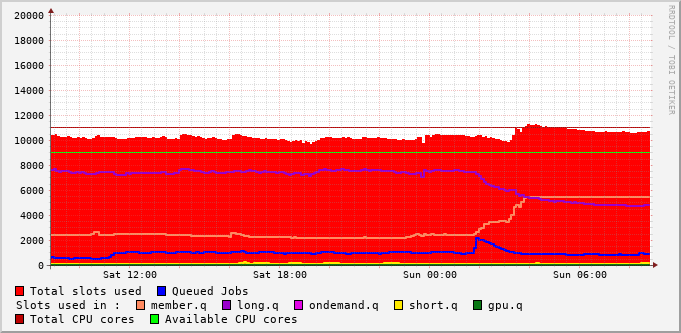 RRDTOOL / TOBI OETIKER
20000
18000
16000
14000
12000
10000
8000
6000
4000
2000
0
Sat 12:00 Sat 18:00 Sun 00:00 Sun 06:00
Total slots used Queued Jobs
Slots used in : member.q long.q ondemand.q short.q gpu.q
Total CPU cores Available CPU cores